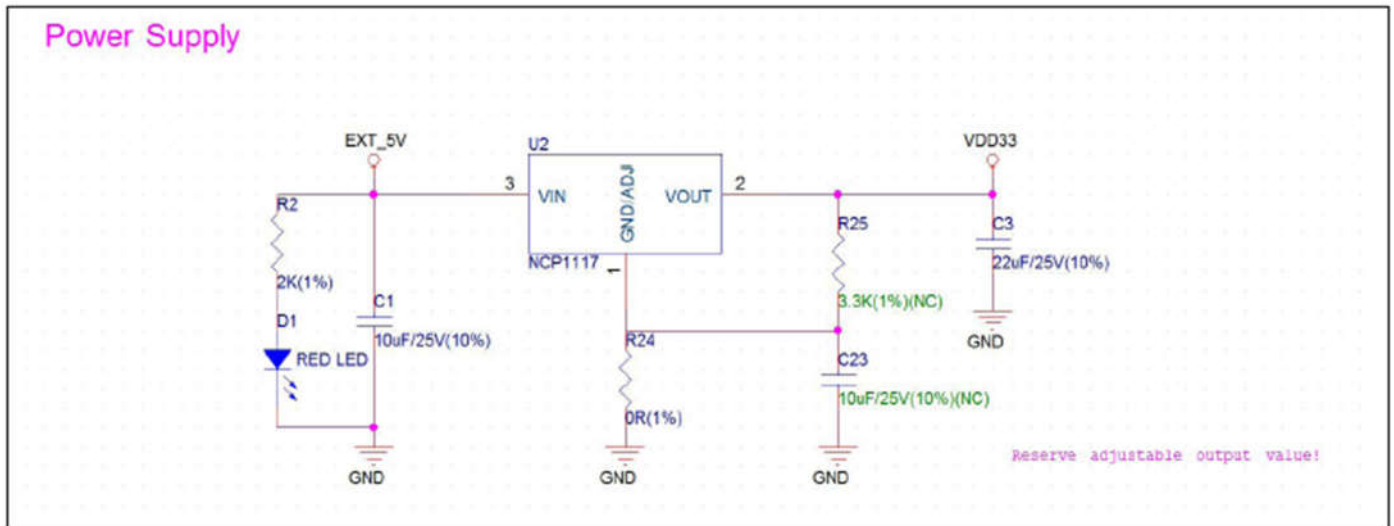 Power Supply
EXT_5V
U2
VDD33
3
VIN
GND/ADJ
VOUT
2
R2
R25
C3
NCP1117
1
22uF/25V(10%)
2K(1%)
C1
3.3K(1%)(NC)
D1
10uF/25V(10%)
R24
GND
RED LED
C23
10uF/25V(10%)(NC)
0R(1%)
Reserve adjustable output value!
GND
GND
GND